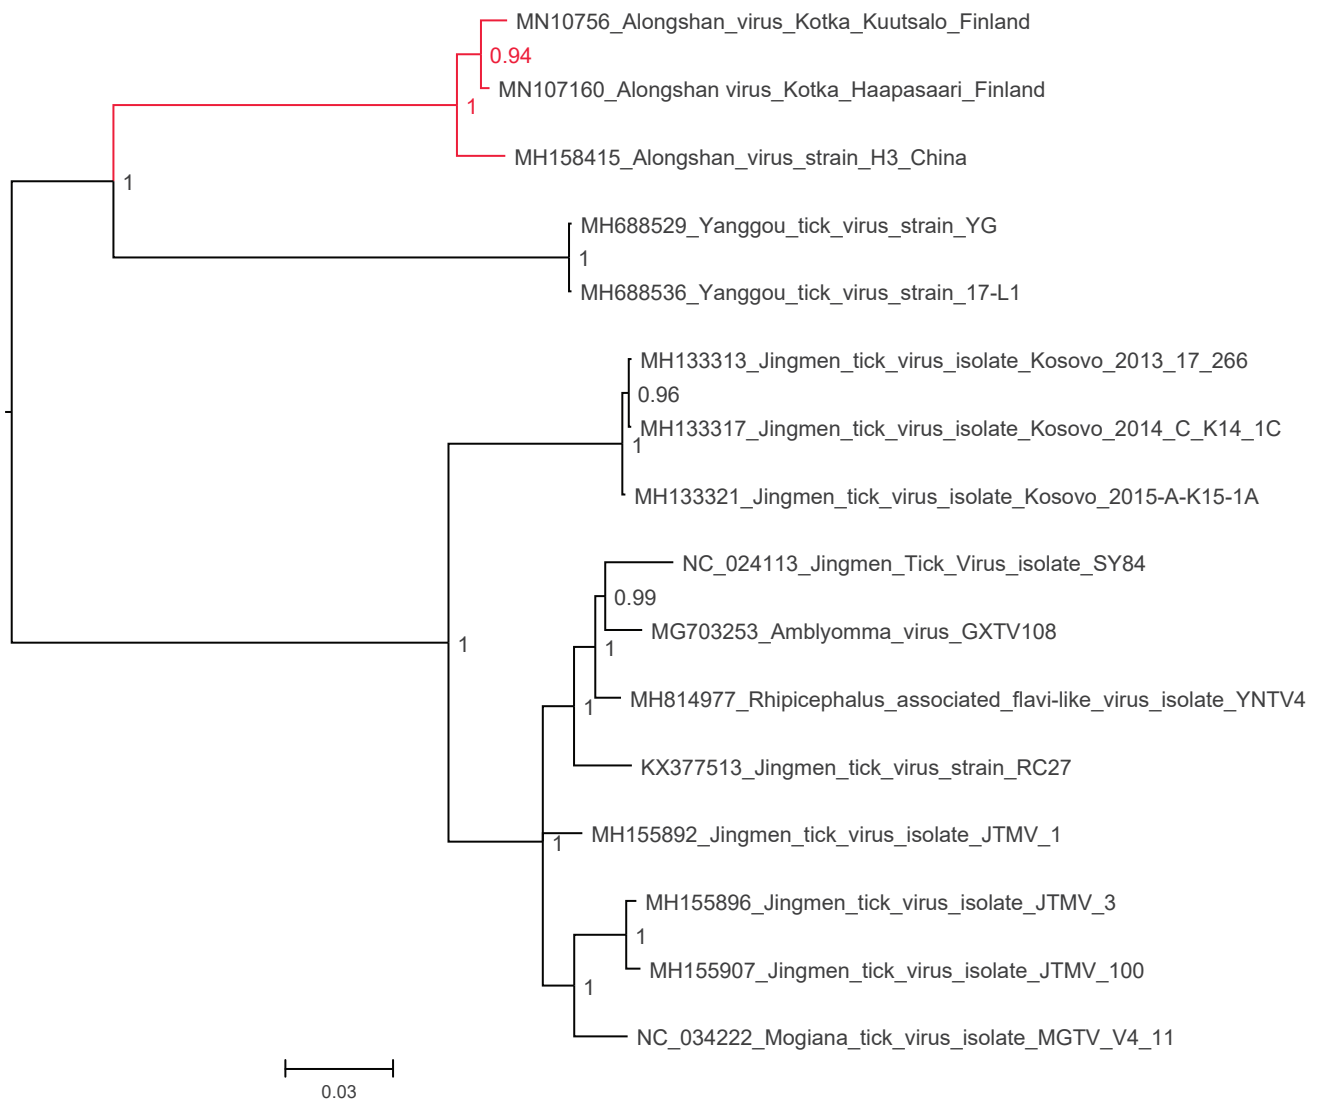 MN10756_Alongshan_virus_Kotka_Kuutsalo_Finland
0.94
MN107160_Alongshan virus_Kotka_Haapasaari_Finland
1
MH158415_Alongshan_virus_strain_H3_China
1
MH688529_Yanggou_tick_virus_strain_YG
1
MH688536_Yanggou_tick_virus_strain_17-L1
MH133313_Jingmen_tick_virus_isolate_Kosovo_2013_17_266
0.96
MH133317_Jingmen_tick_virus_isolate_Kosovo_2014_C_K14_1C
1
MH133321_Jingmen_tick_virus_isolate_Kosovo_2015-A-K15-1A
NC_024113_Jingmen_Tick_Virus_isolate_SY84
0.99
MG703253_Amblyomma_virus_GXTV108
1
1
MH814977_Rhipicephalus_associated_flavi-like_virus_isolate_YNTV4
1
KX377513_Jingmen_tick_virus_strain_RC27
MH155892_Jingmen_tick_virus_isolate_JTMV_1
1
MH155896_Jingmen_tick_virus_isolate_JTMV_3
1
MH155907_Jingmen_tick_virus_isolate_JTMV_100
1
NC_034222_Mogiana_tick_virus_isolate_MGTV_V4_11
0.03